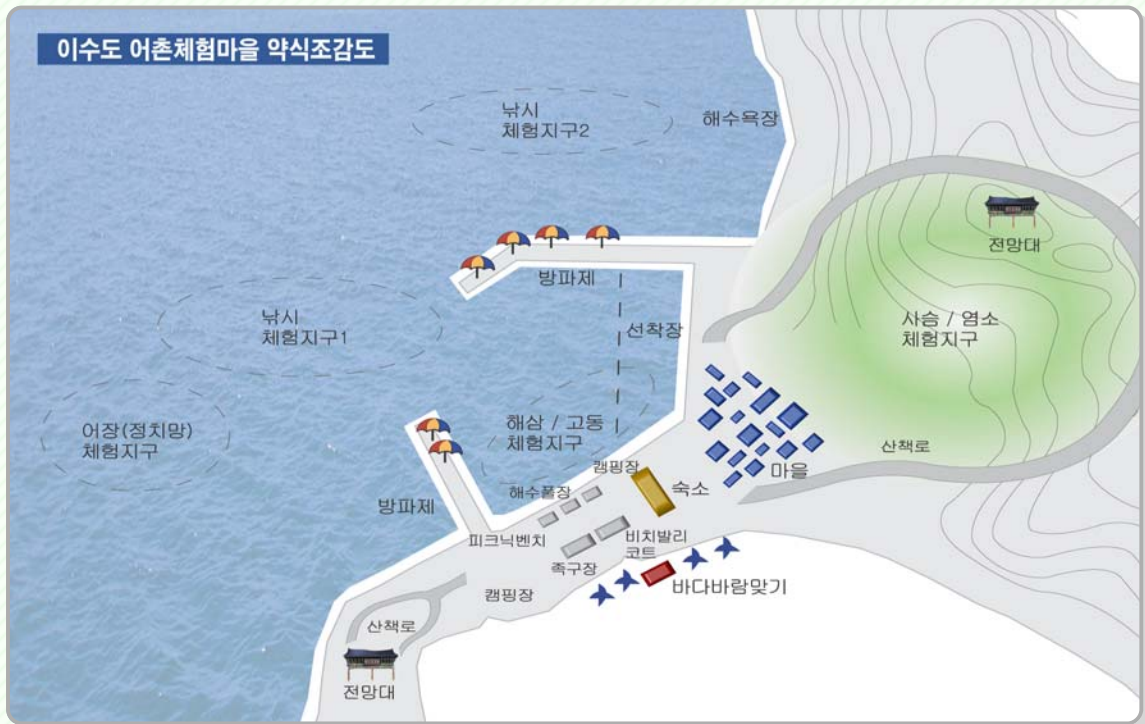 이수도 어촌체험마을 약식조감도
낚시
체험지구2
해수욕장
전망대
방파제
낚시
체험지구1
선착장
사슴 / 염소
체험지구
어장(정치망)
체험지구
해삼 / 고동
체험지구
산책로
마을
캠핑장
숙소
해수풀장
방파제
피크닉벤치
비치발리
코트
족구장
바다바람맞기
캠핑장
산책로
전망대